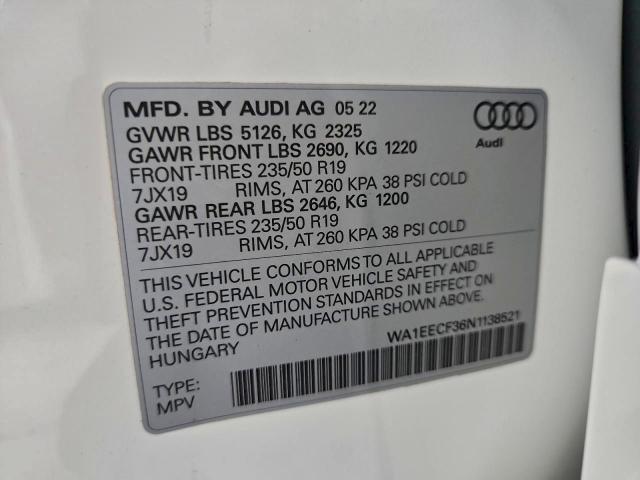 MFD. BY AUDI AG 05 22
GVWR LBS 5126, KG 2325
GAWR FRONT LBS 2690, KG 1220
FRONT-TIRES 235/50 R19
7JX19 RIMS, AT 260 KPA 38 PSI COLD
GAWR REAR LBS 2646, KG 1200
REAR-TIRES 235/50 R19
7JX19 RIMS, AT 260 KPA 38 PSI COLD
Audi
THIS VEHICLE CONFORMS TO ALL APPLICABLE
U.S. FEDERAL MOTOR VEHICLE SAFETY AND
THEFT PREVENTION STANDARDS IN EFFECT ON
THE DATE OF MANUFACTURE SHOWN ABOVE.
HUNGARY
WA1EECF36N1138521
TYPE:
MPV